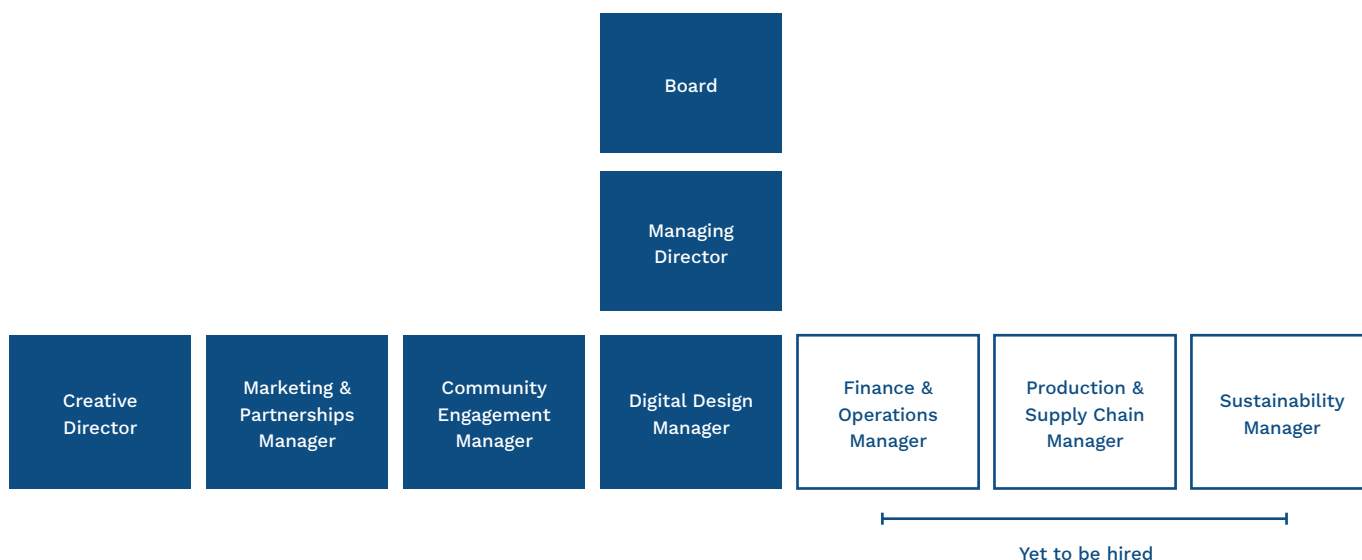 Board
Managing
Director
Creative
Director
Marketing &
Partnerships
Manager
Community
Engagement
Manager
Digital Design
Manager
Finance &
Operations
Manager
Production &
Supply Chain
Manager
Sustainability
Manager
Yet to be hired